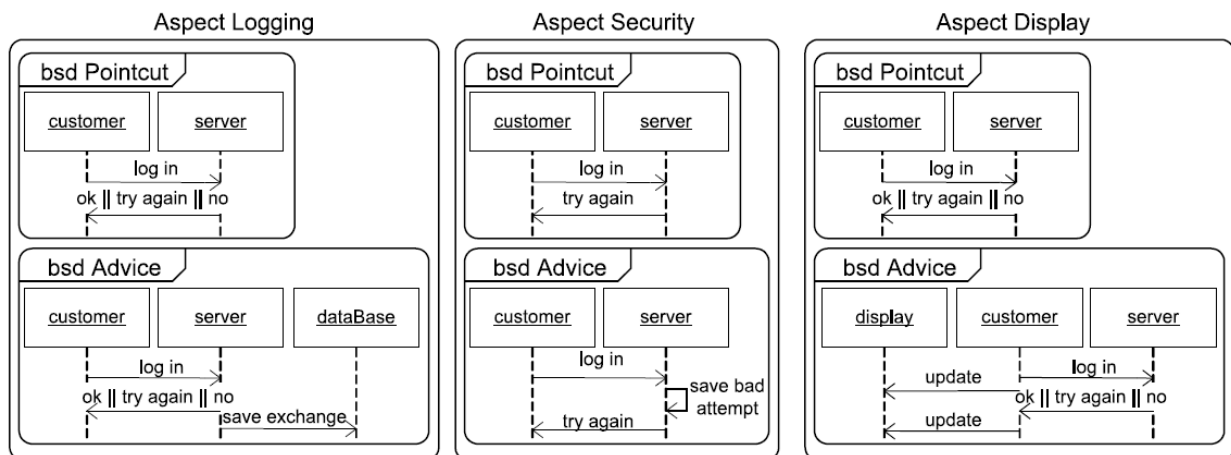 Aspect Logging
bsd Pointcut
customer
server
log in
ok || try again || no
bsd Advice
customer
server
dataBase
log in
ok || try again || no
save exchange
Aspect Security
bsd Pointcut
customer
server
log in
try again
bsd Advice
customer
server
log in
save bad
attempt
try again
Aspect Display
bsd Pointcut
customer
server
log in
ok || try again || no
bsd Advice
display
customer
server
log in
update
ok || try again || no
update